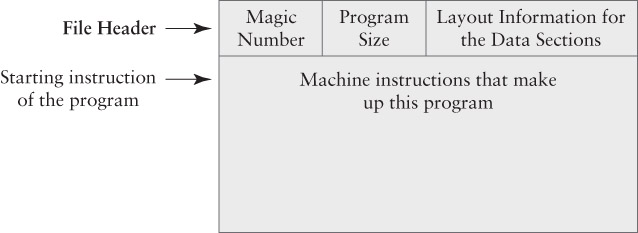 File Header
Magic
Number
Program
Size
Layout Information for
the Data Sections
Starting instruction
of the program
Machine instructions that make
up this program